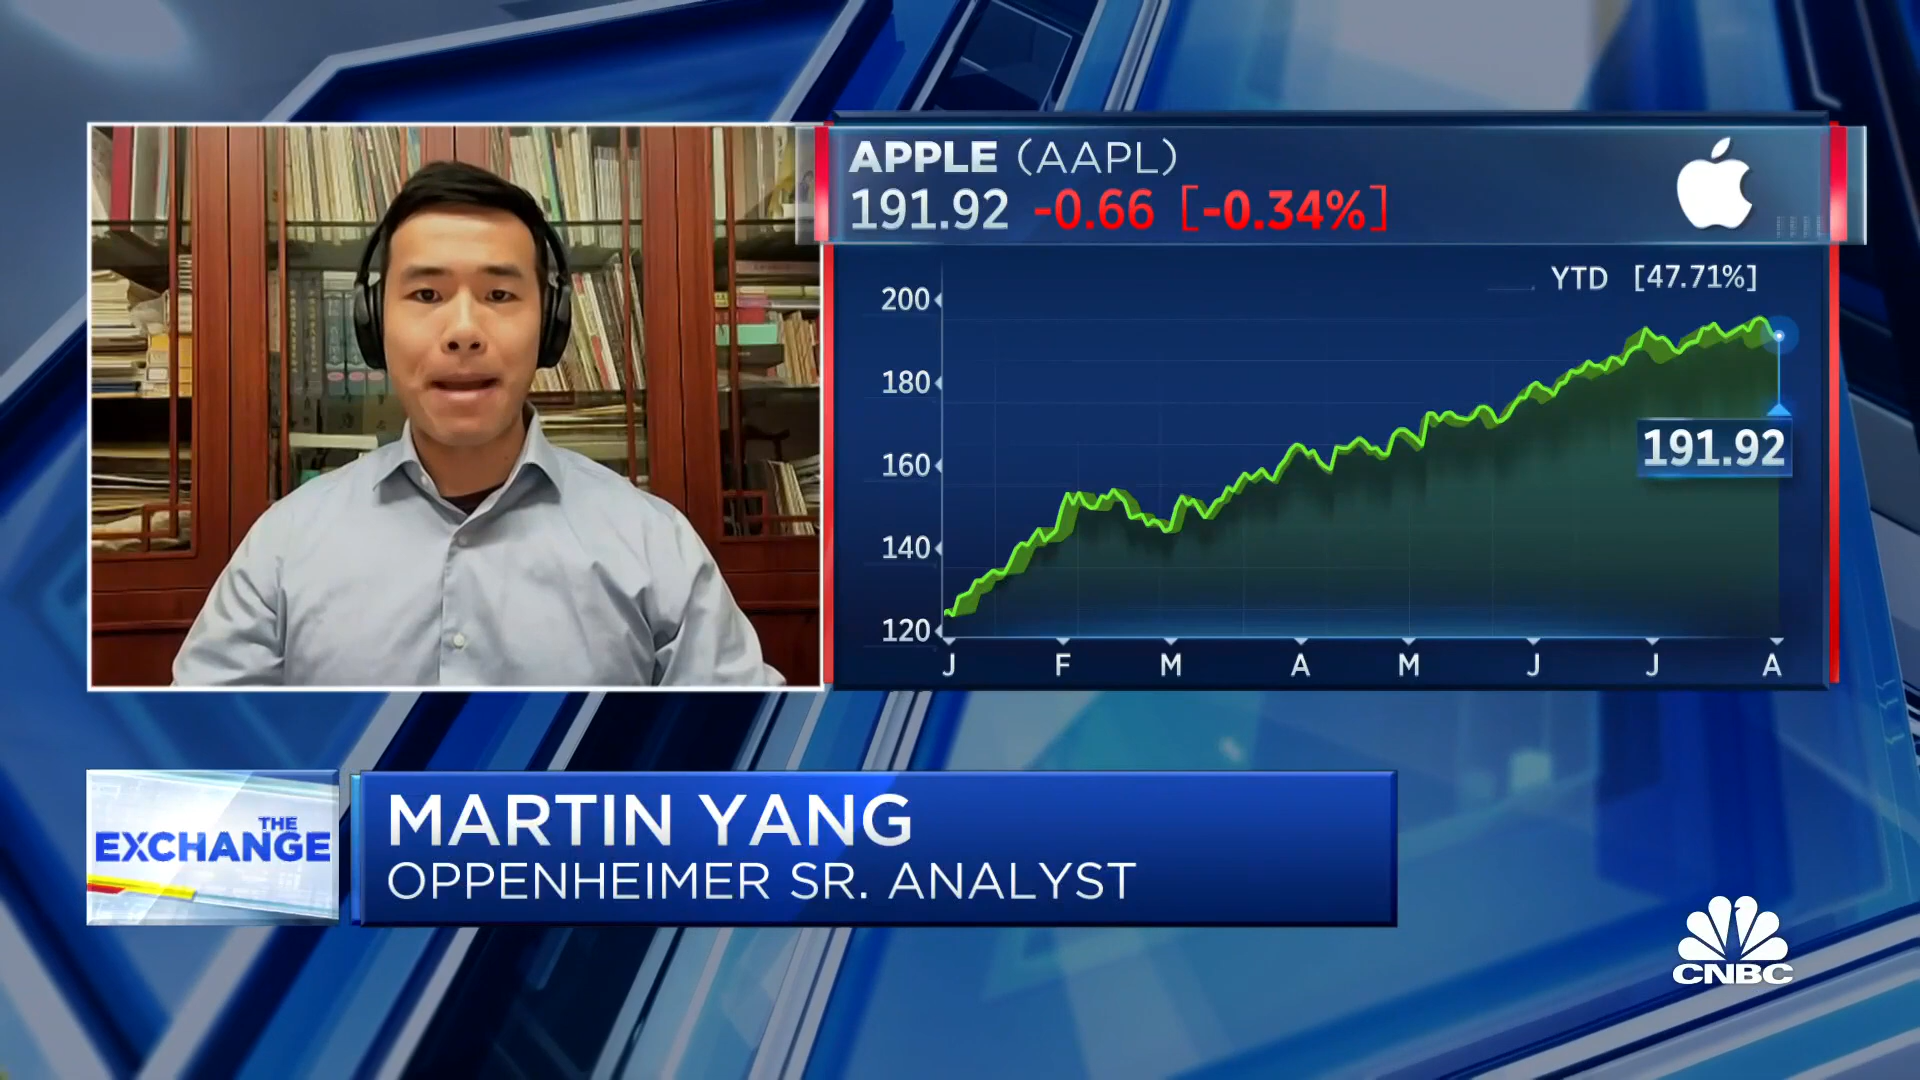 APPLE (AAPL)
191.92 -0.66 [-0.34%]
YTD [47.71%]
200
180
160
140
120
191.92
J F M A M J J A
THE
EXCHANGE
MARTIN YANG
OPPENHEIMER SR. ANALYST
CNBC